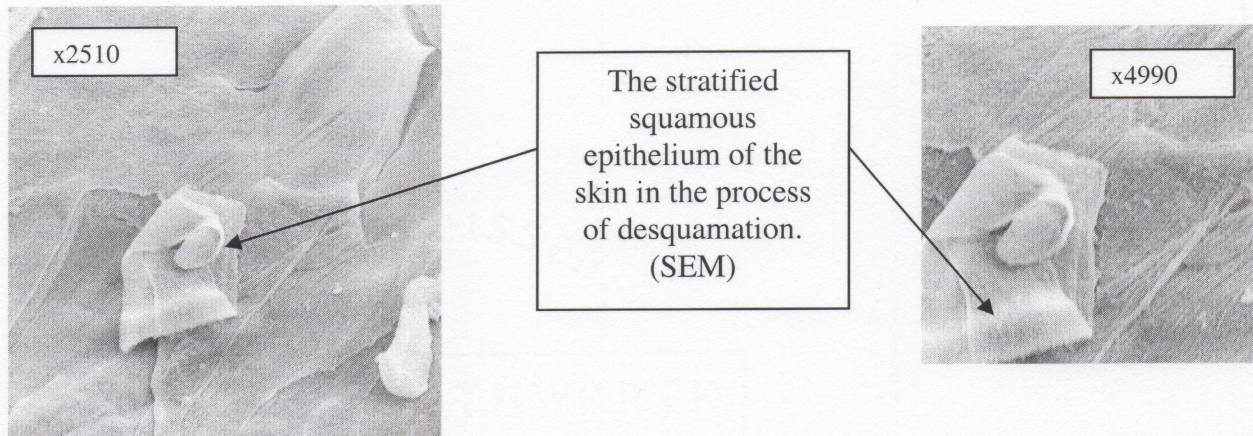 x2510
The stratified
squamous
epithelium of the
skin in the process
of desquamation.
(SEM)
x4990